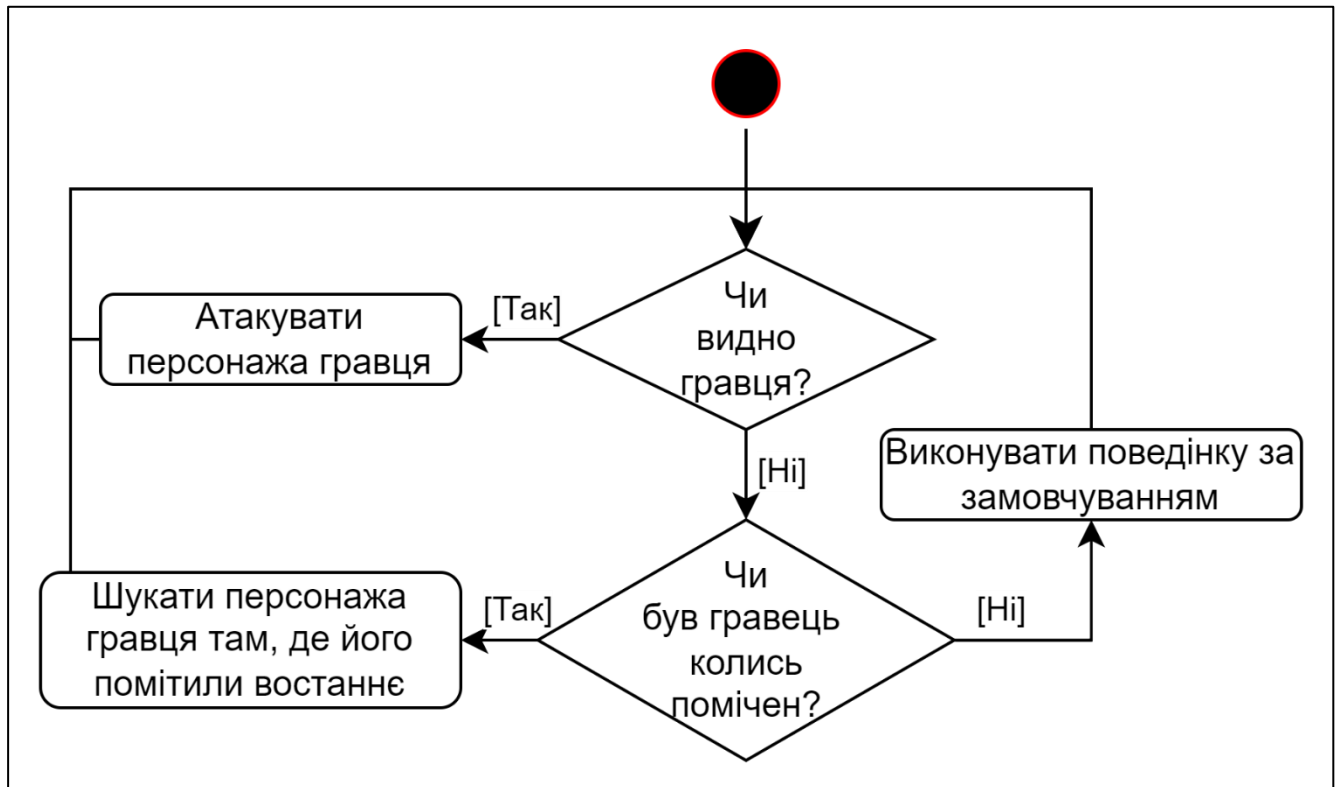 Чи
видно
гравця?
[Так]
Атакувати
персонажа гравця
[Ні]
Виконувати поведінку за
замовчуванням
Чи
був гравець
колись
помічен?
[Так]
[Ні]
Шукати персонажа
гравця там, де його
помітили востаннє